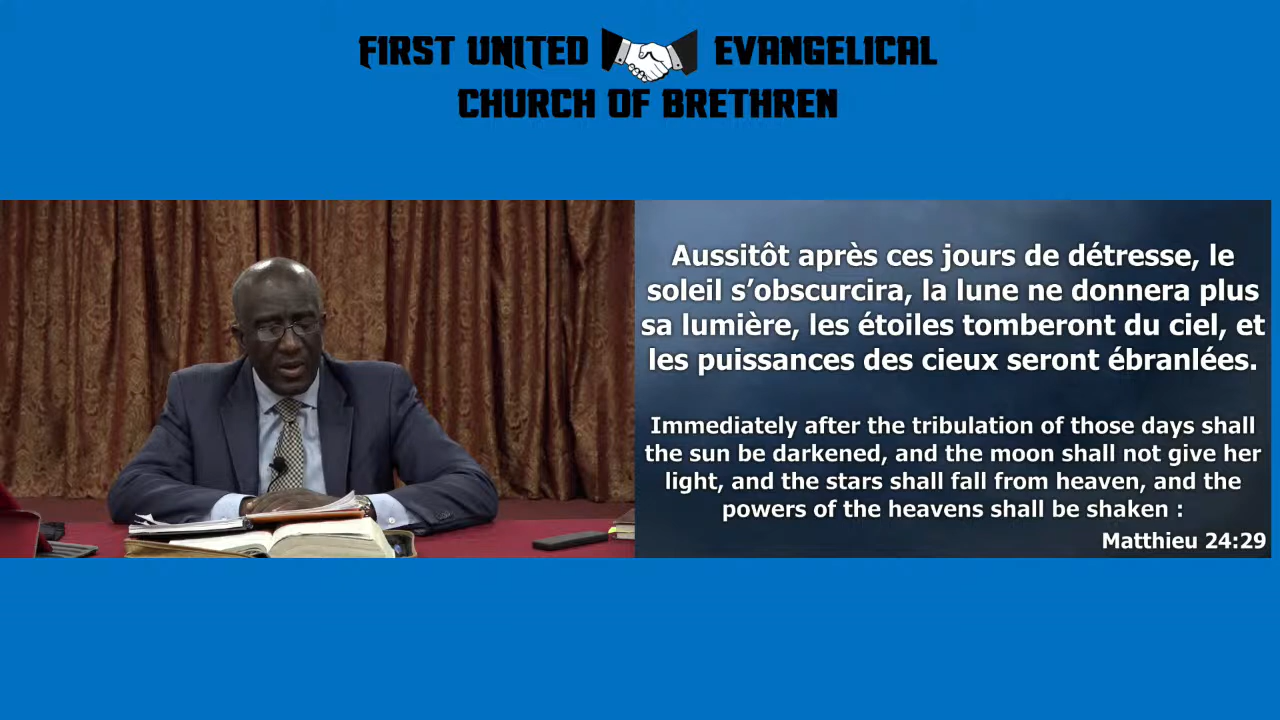 FIRST UNITED EVANGELICAL
CHURCH OF BRETHREN
Aussitôt après ces jours de détresse, le
soleil s’obscurcira, la lune ne donnera plus
sa lumière, les étoiles tomberont du ciel, et
les puissances des cieux seront ébranlées.
Immediately after the tribulation of those days shall
the sun be darkened, and the moon shall not give her
light, and the stars shall fall from heaven, and the
powers of the heavens shall be shaken :
Matthieu 24:29